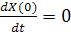 dX(0)/dt = 0